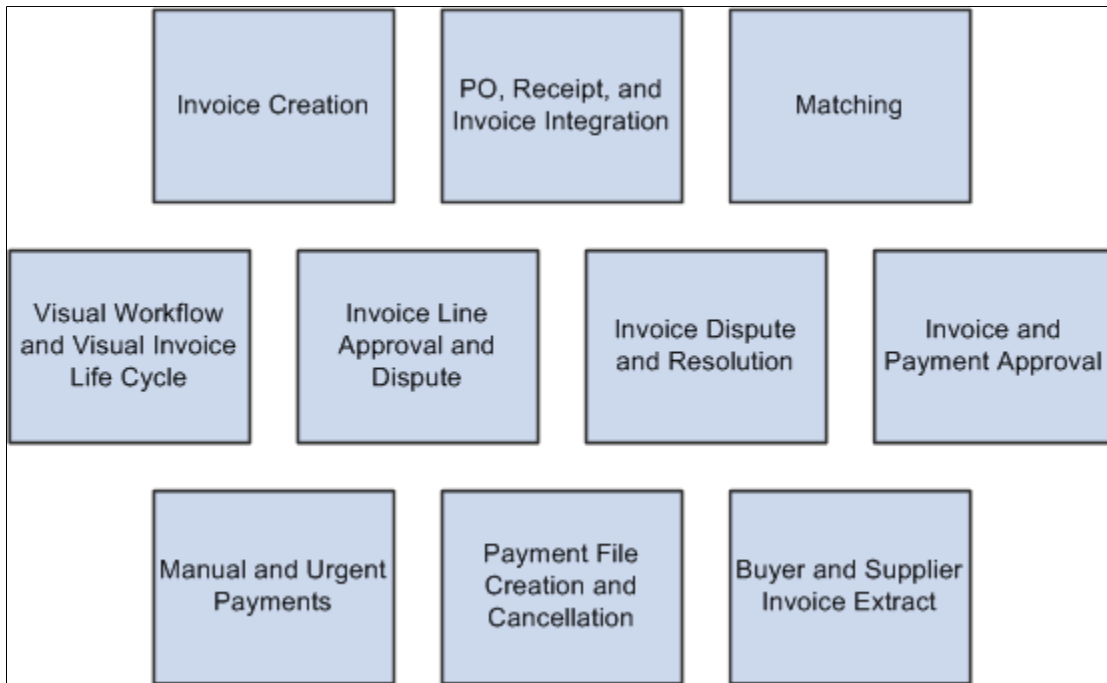 Invoice Creation
PO, Receipt, and
Invoice Integration
Matching
Visual Workflow
and Visual Invoice
Life Cycle
Invoice Line
Approval and
Dispute
Invoice Dispute
and Resolution
Invoice and
Payment Approval
Manual and Urgent
Payments
Payment File
Creation and
Cancellation
Buyer and Supplier
Invoice Extract